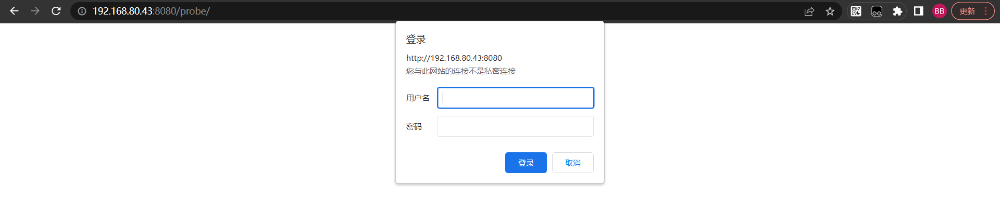 192.168.80.43:8080/probe/
BB
更新
登录
http://192.168.80.43:8080
您与此网站的连接不是私密连接
用户名
密码
登录
取消